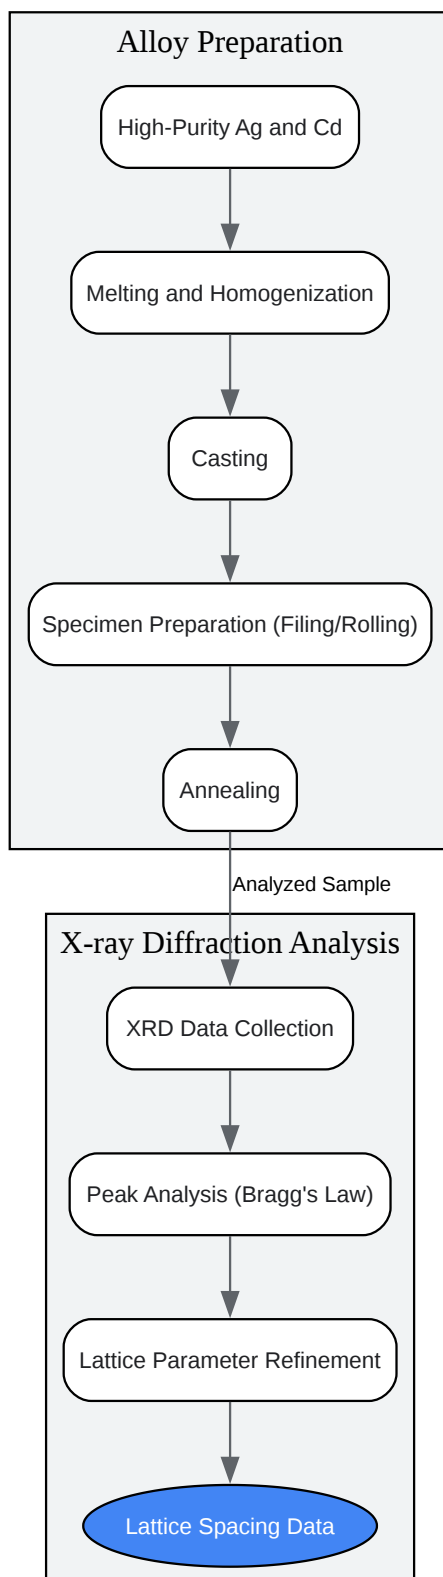 Alloy Preparation
High-Purity Ag and Cd
Melting and Homogenization
Casting
Specimen Preparation (Filing/Rolling)
Annealing
Analyzed Sample
X-ray Diffraction Analysis
XRD Data Collection
Peak Analysis (Bragg's Law)
Lattice Parameter Refinement
Lattice Spacing Data